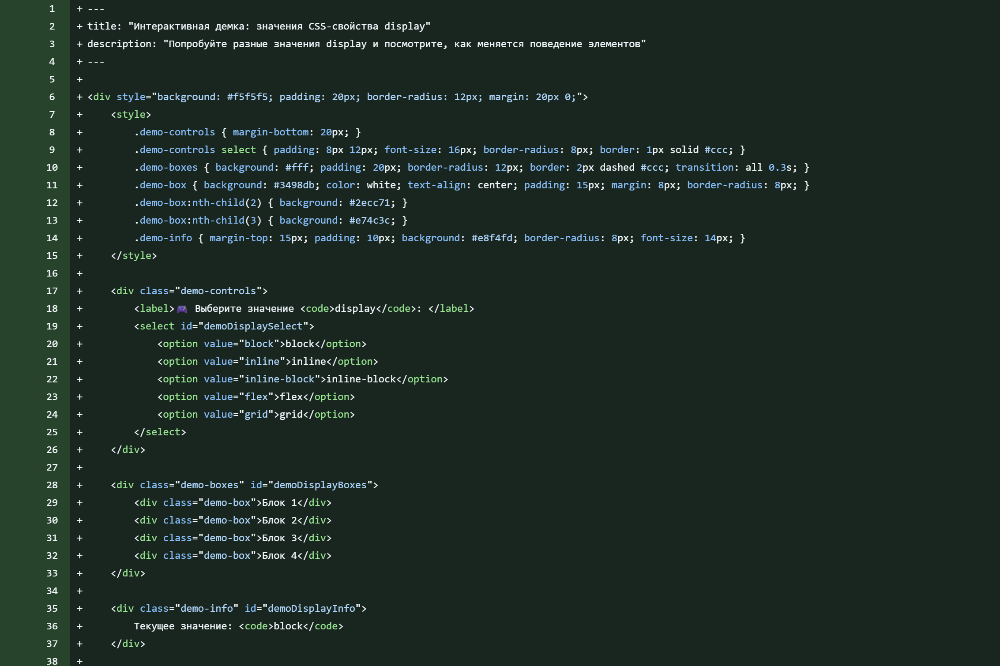 1 + ---
2 + title: "Интерактивная демка: значения CSS-свойства display"
3 + description: "Попробуйте разные значения display и посмотрите, как меняется поведение элементов"
4 + ---
5 +
6 + <div style="background: #f5f5f5; padding: 20px; border-radius: 12px; margin: 20px 0;">
7 +     <style>
8 +         .demo-controls { margin-bottom: 20px; }
9 +         .demo-controls select { padding: 8px 12px; font-size: 16px; border-radius: 8px; border: 1px solid #ccc; }
10 +         .demo-boxes { background: #fff; padding: 20px; border-radius: 12px; border: 2px dashed #ccc; transition: all 0.3s; }
11 +         .demo-box { background: #3498db; color: white; text-align: center; padding: 15px; margin: 8px; border-radius: 8px; }
12 +         .demo-box:nth-child(2) { background: #2ecc71; }
13 +         .demo-box:nth-child(3) { background: #e74c3c; }
14 +         .demo-info { margin-top: 15px; padding: 10px; background: #e8f4fd; border-radius: 8px; font-size: 14px; }
15 +     </style>
16 +
17 +     <div class="demo-controls">
18 +         <label>🎮 Выберите значение <code>display</code>: </label>
19 +         <select id="demoDisplaySelect">
20 +             <option value="block">block</option>
21 +             <option value="inline">inline</option>
22 +             <option value="inline-block">inline-block</option>
23 +             <option value="flex">flex</option>
24 +             <option value="grid">grid</option>
25 +         </select>
26 +     </div>
27 +
28 +     <div class="demo-boxes" id="demoDisplayBoxes">
29 +         <div class="demo-box">Блок 1</div>
30 +         <div class="demo-box">Блок 2</div>
31 +         <div class="demo-box">Блок 3</div>
32 +         <div class="demo-box">Блок 4</div>
33 +     </div>
34 +
35 +     <div class="demo-info" id="demoDisplayInfo">
36 +         Текущее значение: <code>block</code>
37 +     </div>
38 +